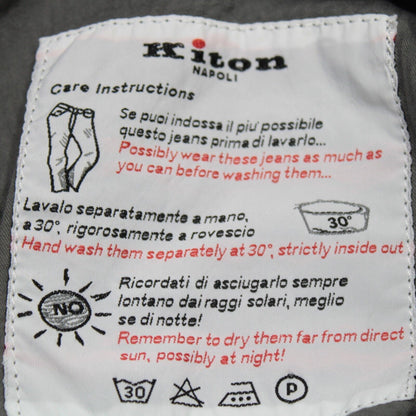 Kiton
NAPOLI
Care Instructions
Se puoi indossa il piu' possibile
questo jeans prima di lavarlo...
Possibly wear these jeans as much as
you can before washing them...
Lavalo separatamente a mano,
a 30°, rigorosamente a rovescio
30°
Hand wash them separately at 30°, strictly inside out
NO
Ricordati di asciugarlo sempre
lontano dai raggi solari, meglio
se di notte!
Remember to dry them far from direct
sun, possibly at night!
30 P